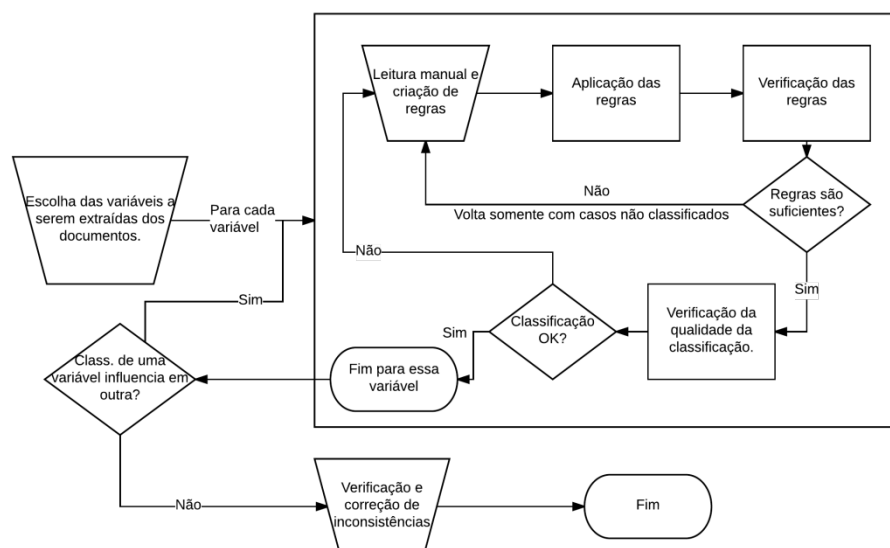 Leitura manual e
criação de
regras
Aplicação das
regras
Verificação das
regras
Escolha das variáveis a
serem extraídas dos
documentos.
Para cada
variável
Não
Volta somente com casos não classificados
Regras são
suficientes?
Não
Sim
Sim
Classificação
OK?
Verificação da
qualidade da
classificação.
Sim
Class. de uma
variável influencia em
outra?
Fim para essa
variável
Não
Verificação e
correção de
inconsistências
Fim